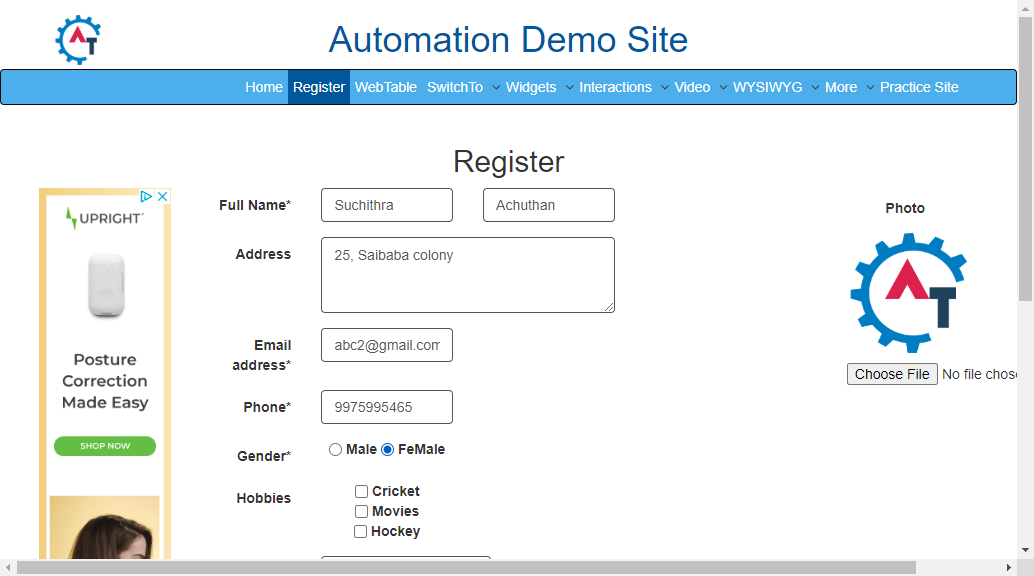 AT
Automation Demo Site
Home Register WebTable SwitchTo Widgets Interactions Video WYSIWYG More Practice Site
Register
UPRIGHT
Posture
Correction
Made Easy
SHOP NOW
Full Name* Suchithra Achuthan
Address 25, Saibaba colony
Email
address* abc2@gmail.com
Phone* 9975995465
Gender* Male FeMale
Hobbies Cricket
Movies
Hockey
Photo
AT
Choose File No file chose